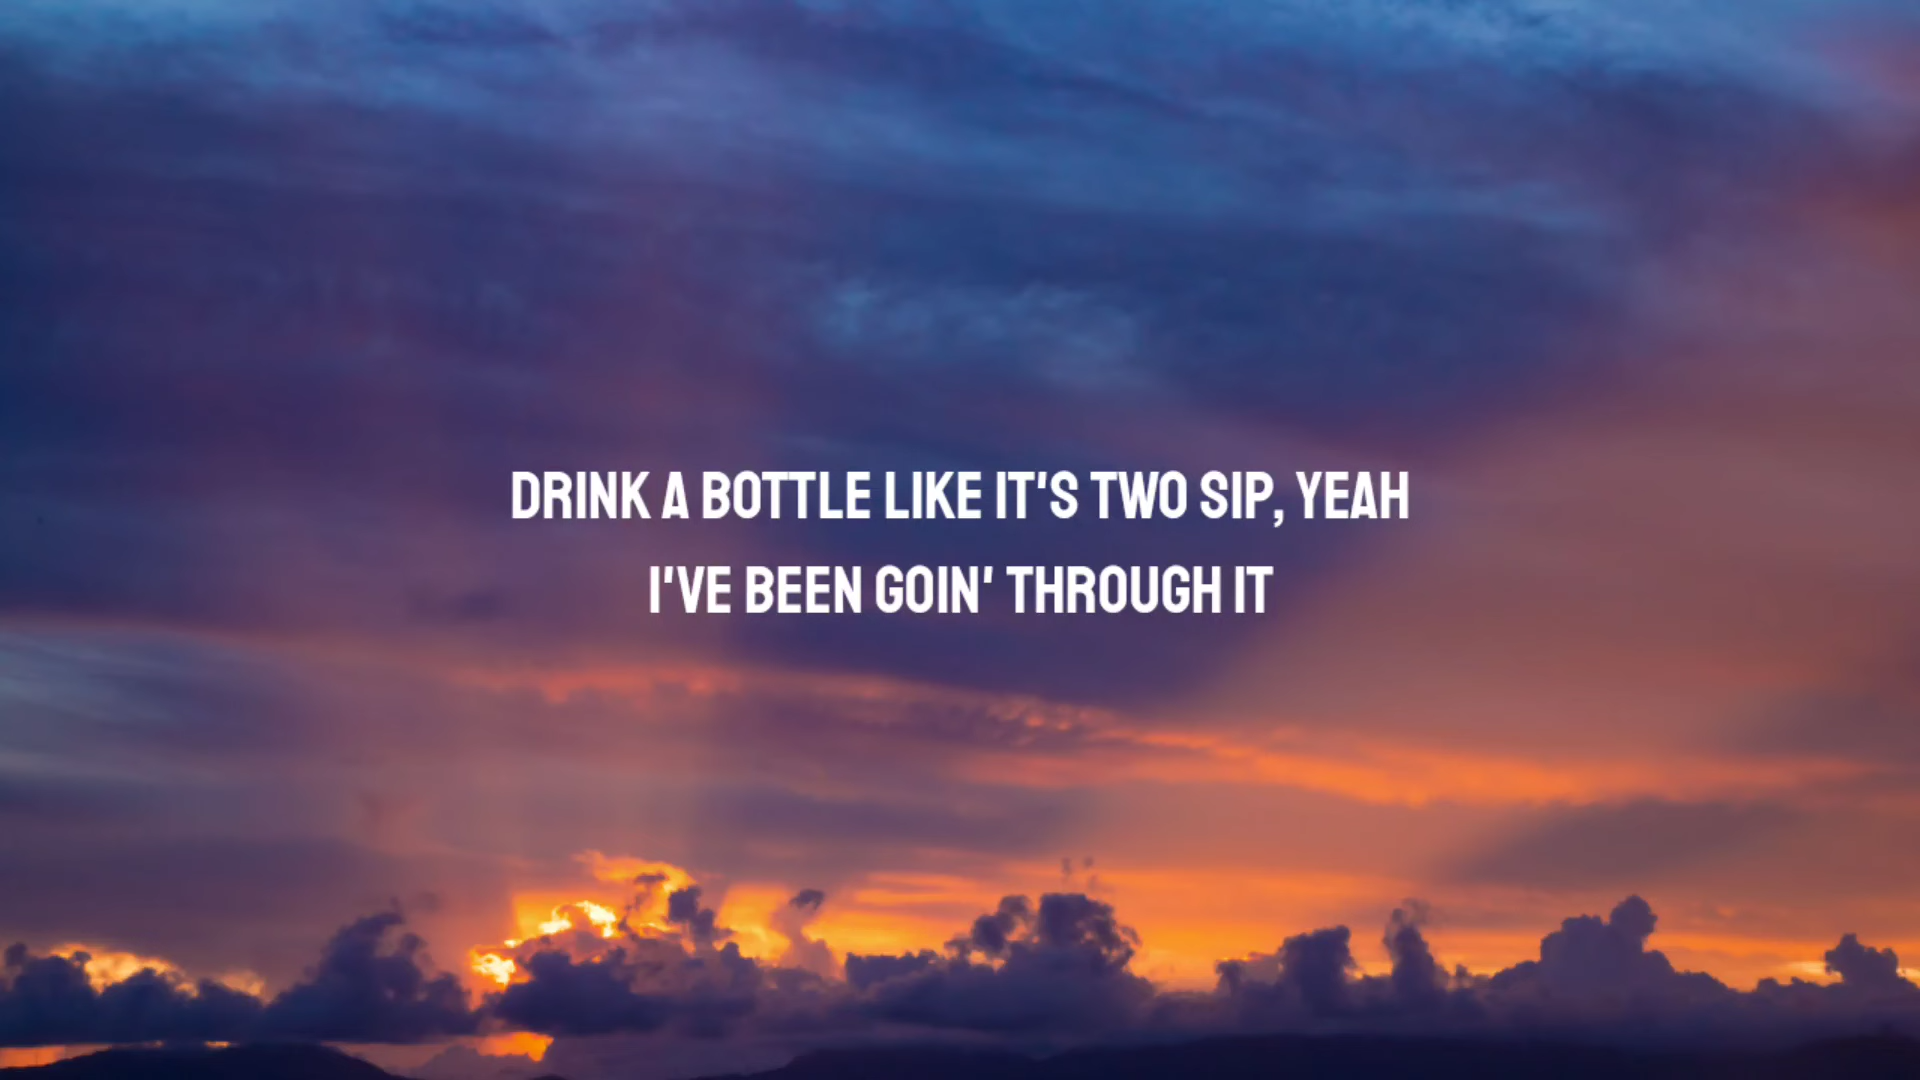 DRINK A BOTTLE LIKE IT'S TWO SIP, YEAH
I'VE BEEN GOIN' THROUGH IT